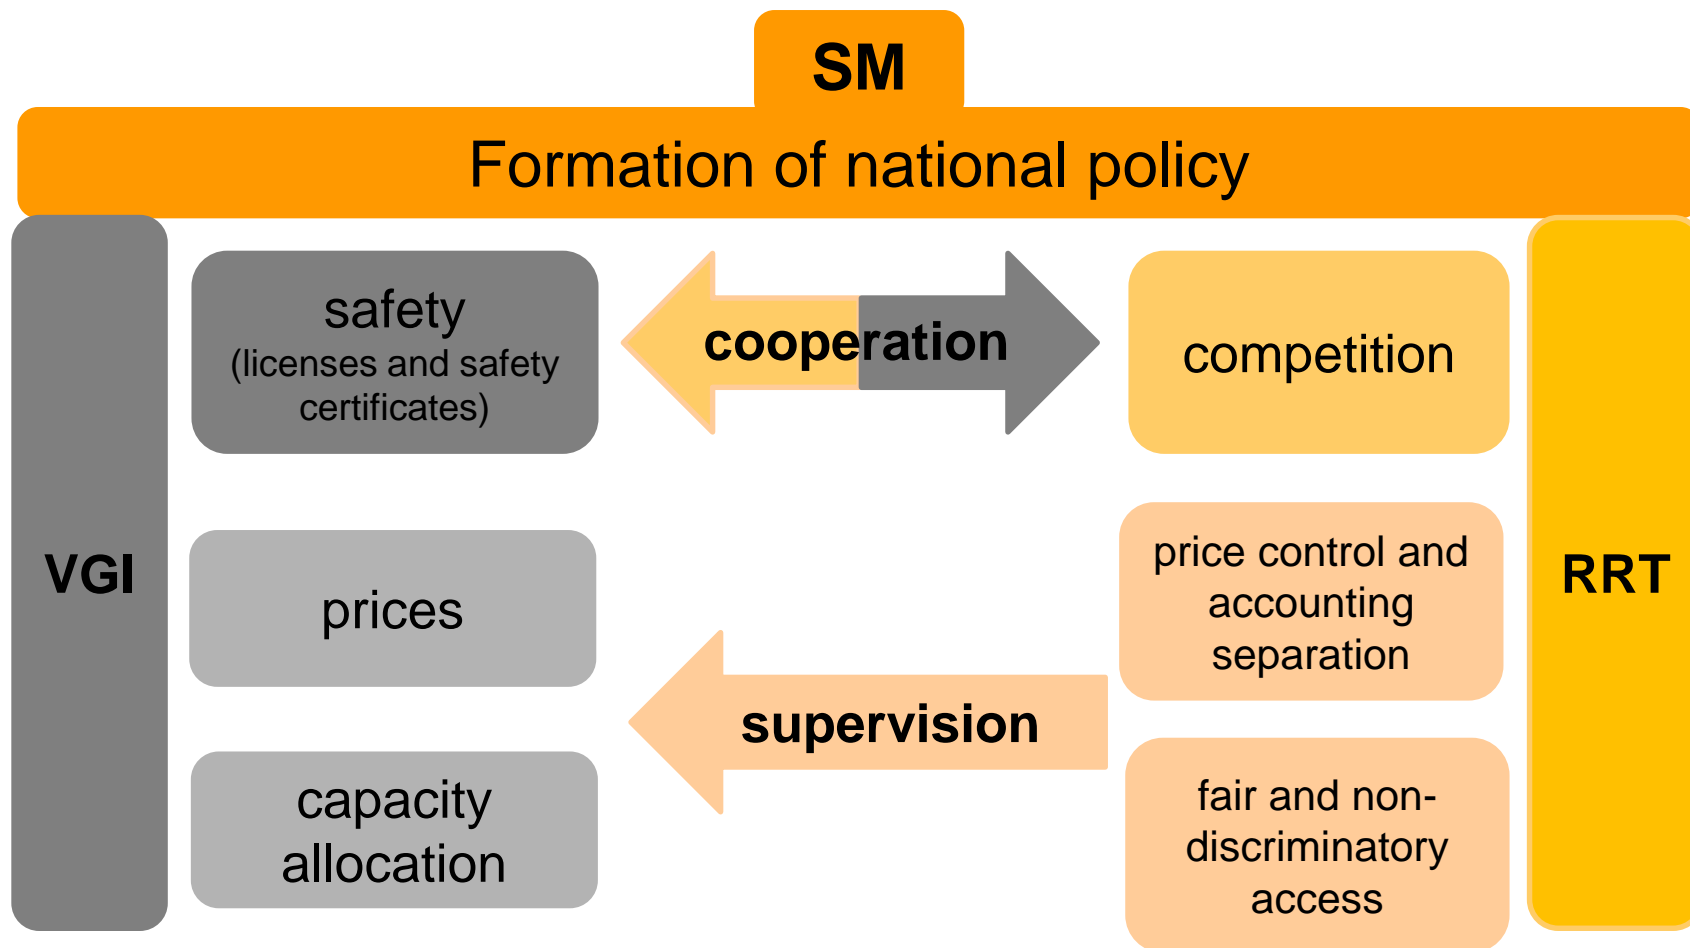 SM
Formation of national policy
VGI
safety
(licenses and safety
certificates)
cooperation
competition
prices
price control and
accounting
separation
RRT
supervision
capacity
allocation
fair and non-
discriminatory
access